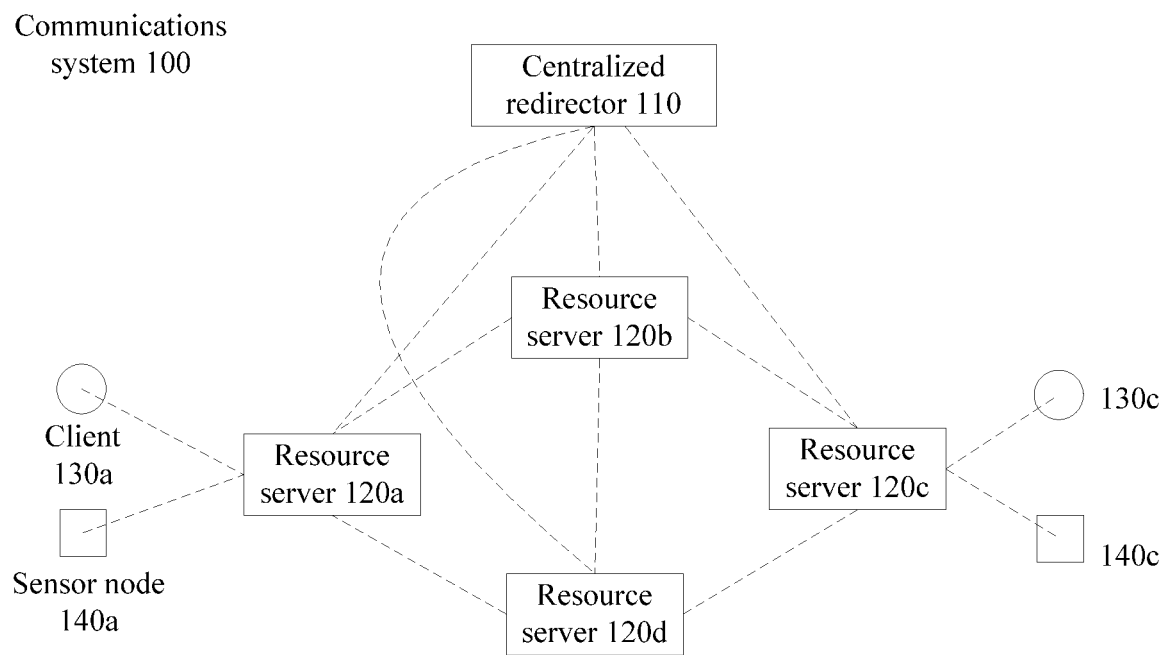 Communications
system 100
Centralized
redirector 110
Resource
server 120b
Client
130a
Resource
server 120a
Resource
server 120c
130c
Sensor node
140a
140c
Resource
server 120d